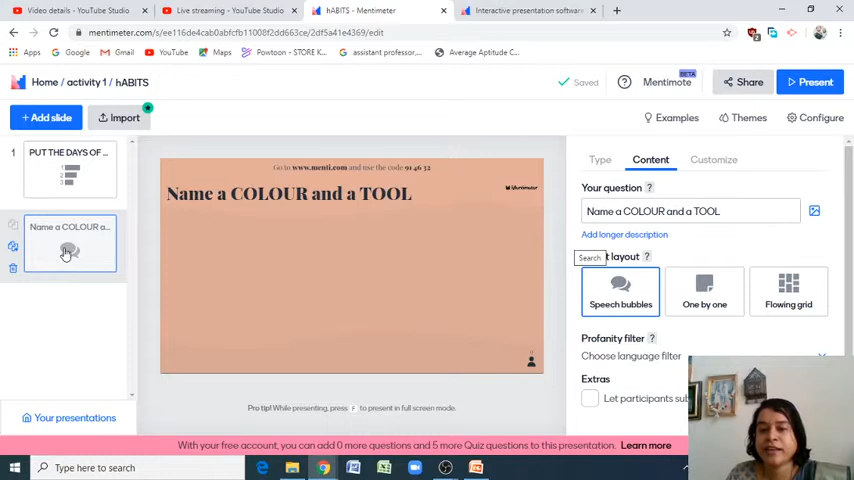 Video details - YouTube Studio
Live streaming - YouTube Studio
hABITS - Mentimeter
Interactive presentation software
mentimeter.com/s/ee116de4cab0abfcfb11008f2dd663ce/2df5a41e4369/edit
Apps
Google
Gmail
YouTube
Maps
Powtoon - STORE K...
assistant professor,...
Average Aptitude C...
Home / activity 1 / hABITS
Saved
Mentimote
BETA
Share
Present
+ Add slide
Import
Examples
Themes
Configure
1
PUT THE DAYS OF ...
Name a COLOUR a...
Go to www.menti.com and use the code 91 46 32
Name a COLOUR and a TOOL
Mentimeter
Type
Content
Customize
Your question ?
Name a COLOUR and a TOOL
Add longer description
Search
layout ?
Speech bubbles
One by one
Flowing grid
Profanity filter ?
Choose language filter
Extras
Let participants
Pro tip! While presenting, press F to present in full screen mode.
Your presentations
With your free account, you can add 0 more questions and 5 more Quiz questions to this presentation. Learn more
Type here to search